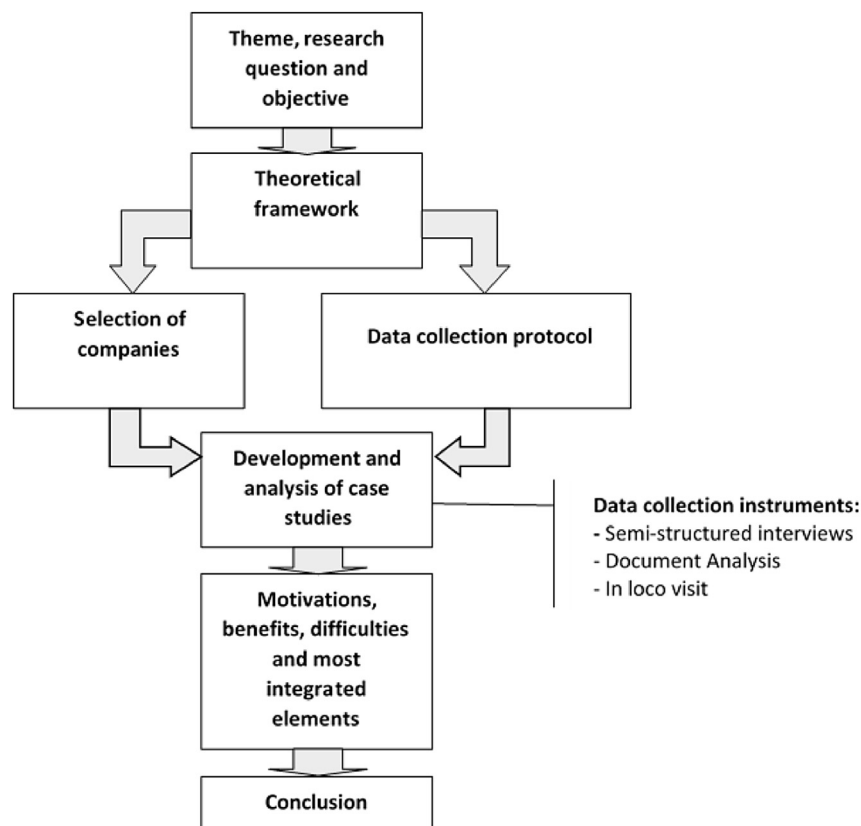 Theme, research
question and
objective
Theoretical
framework
Selection of
companies
Data collection protocol
Development and
analysis of case
studies
Data collection instruments:
- Semi-structured interviews
- Document Analysis
- In loco visit
Motivations,
benefits, difficulties
and most
integrated
elements
Conclusion